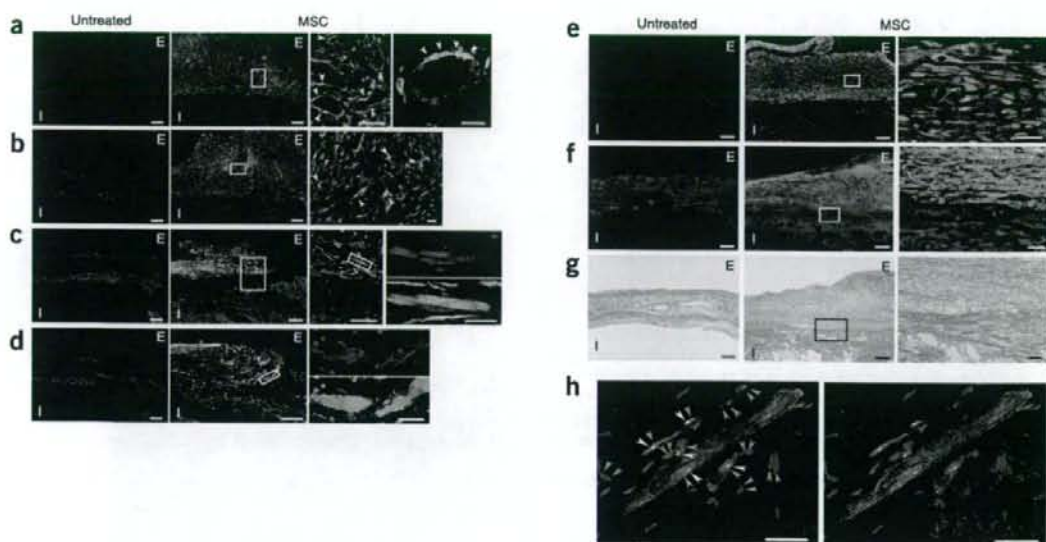 Untreated MSC
a E E
I I
b E E
I I
c E E
I I
d E E
I I
Untreated MSC
e E E
I I
f E E
I I
g E E
I I
h